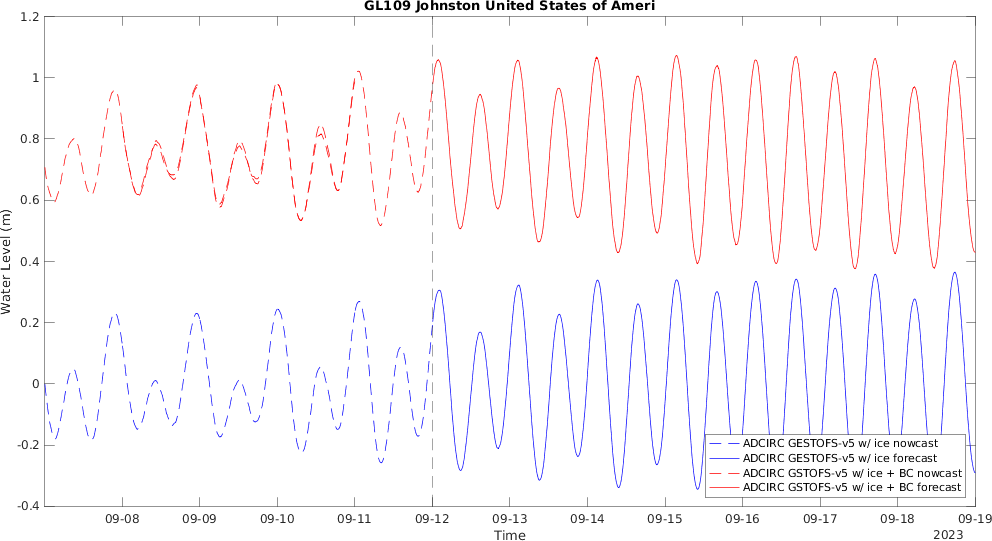 GL109 Johnston United States of Ameri
1.2
1
0.8
0.6
0.4
0.2
0
-0.2
-0.4
Water Level (m)
ADCIRC GESTOFS-v5 w/ ice nowcast
ADCIRC GESTOFS-v5 w/ ice forecast
ADCIRC GSTOFS-v5 w/ ice + BC nowcast
ADCIRC GSTOFS-v5 w/ ice + BC forecast
09-08 09-09 09-10 09-11 09-12 09-13 09-14 09-15 09-16 09-17 09-18 09-19
Time
2023